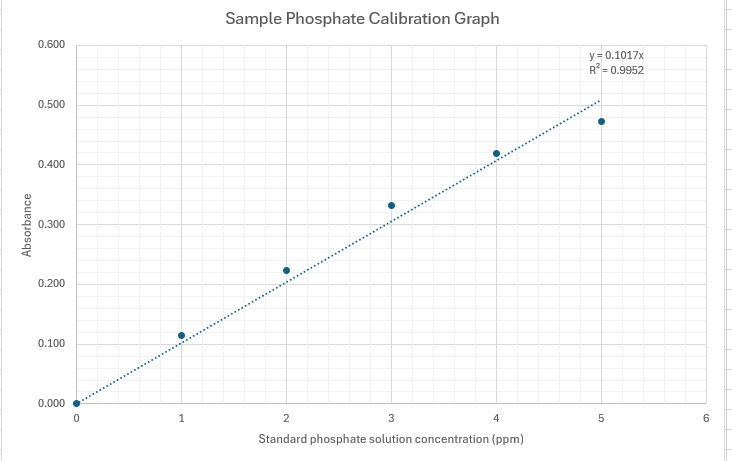 Sample Phosphate Calibration Graph
0.600
y = 0.1017x
R² = 0.9952
0.500
0.400
0.300
Absorbance
0.200
0.100
0.000
0 1 2 3 4 5 6
Standard phosphate solution concentration (ppm)